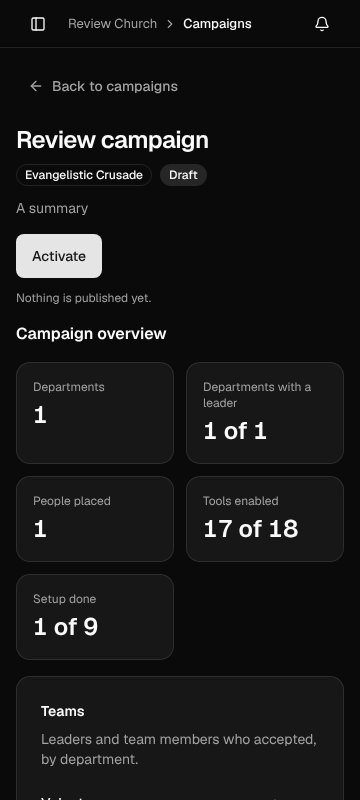 Review Church > Campaigns
Back to campaigns
Review campaign
Evangelistic Crusade Draft
A summary
Activate
Nothing is published yet.
Campaign overview
Departments
1
Departments with a
leader
1 of 1
People placed
1
Tools enabled
17 of 18
Setup done
1 of 9
Teams
Leaders and team members who accepted,
by department.